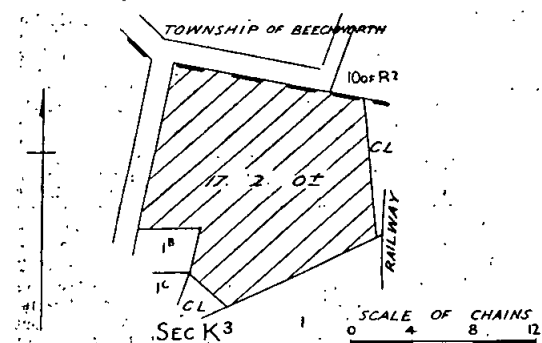 TOWNSHIP OF BEECHWORTH
10 OF R2
CL
17. 2. 0±
RAILWAY
1B
1C
CL
SEC K3
SCALE OF CHAINS
0 4 8 12